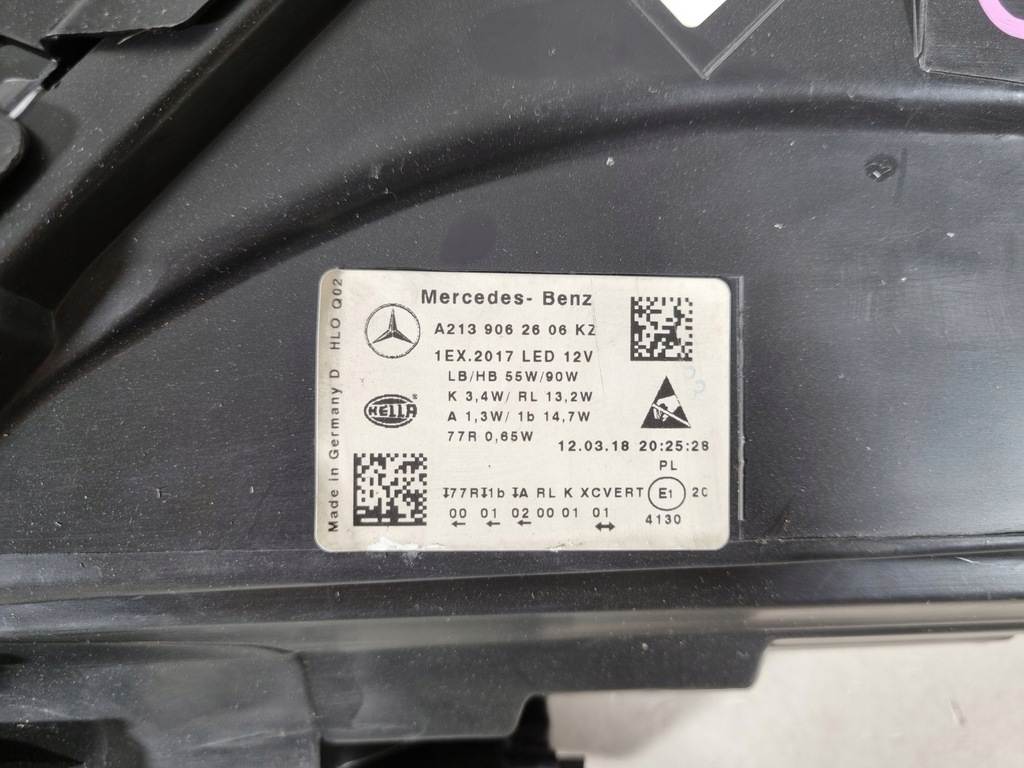 Mercedes- Benz
A213 906 26 06 KZ
1EX.2017 LED 12V
LB/HB 55W/90W
K 3,4W/ RL 13,2W
A 1,3W/ 1b 14,7W
77R 0,65W
12.03.18 20:25:28
HELLA
Made in Germany D HLO Q02
PL
77R 1b A RL K XCVERT E1 2C
00 01 02 00 01 01
4130